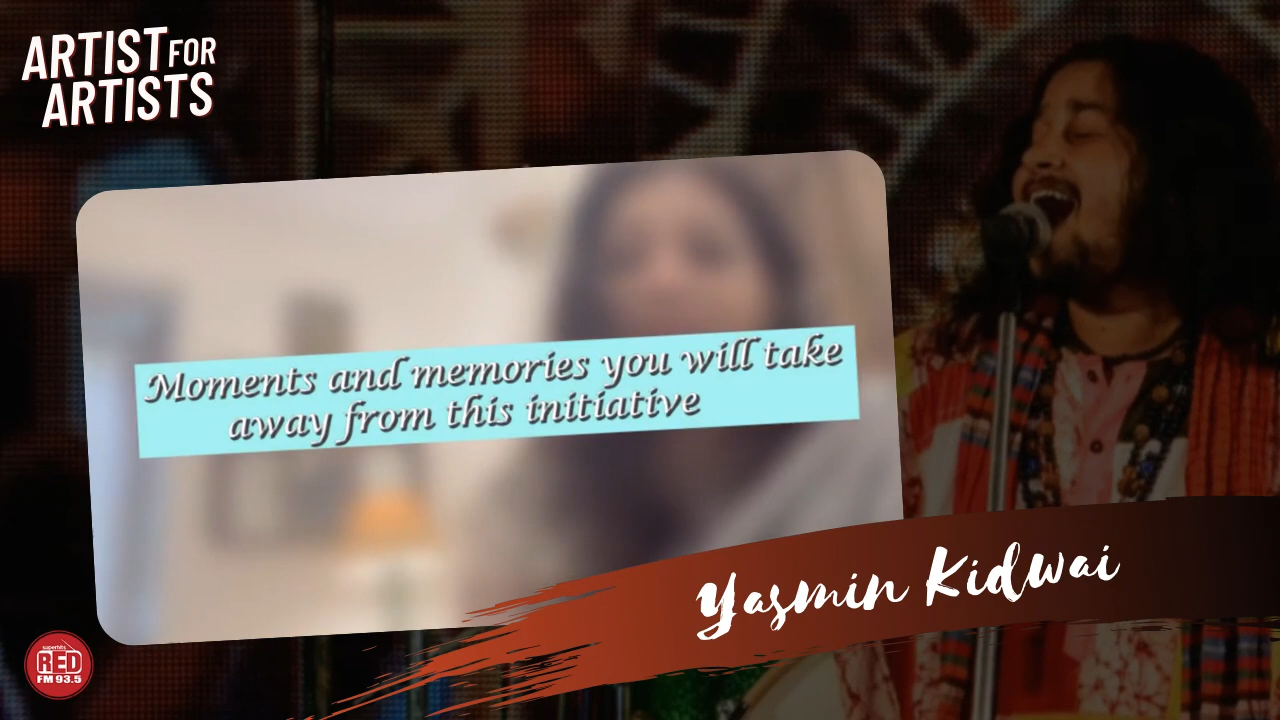 ARTIST FOR
ARTISTS
Moments and memories you will take
away from this initiative
Yasmin Kidwai
superhits
RED
FM 93.5